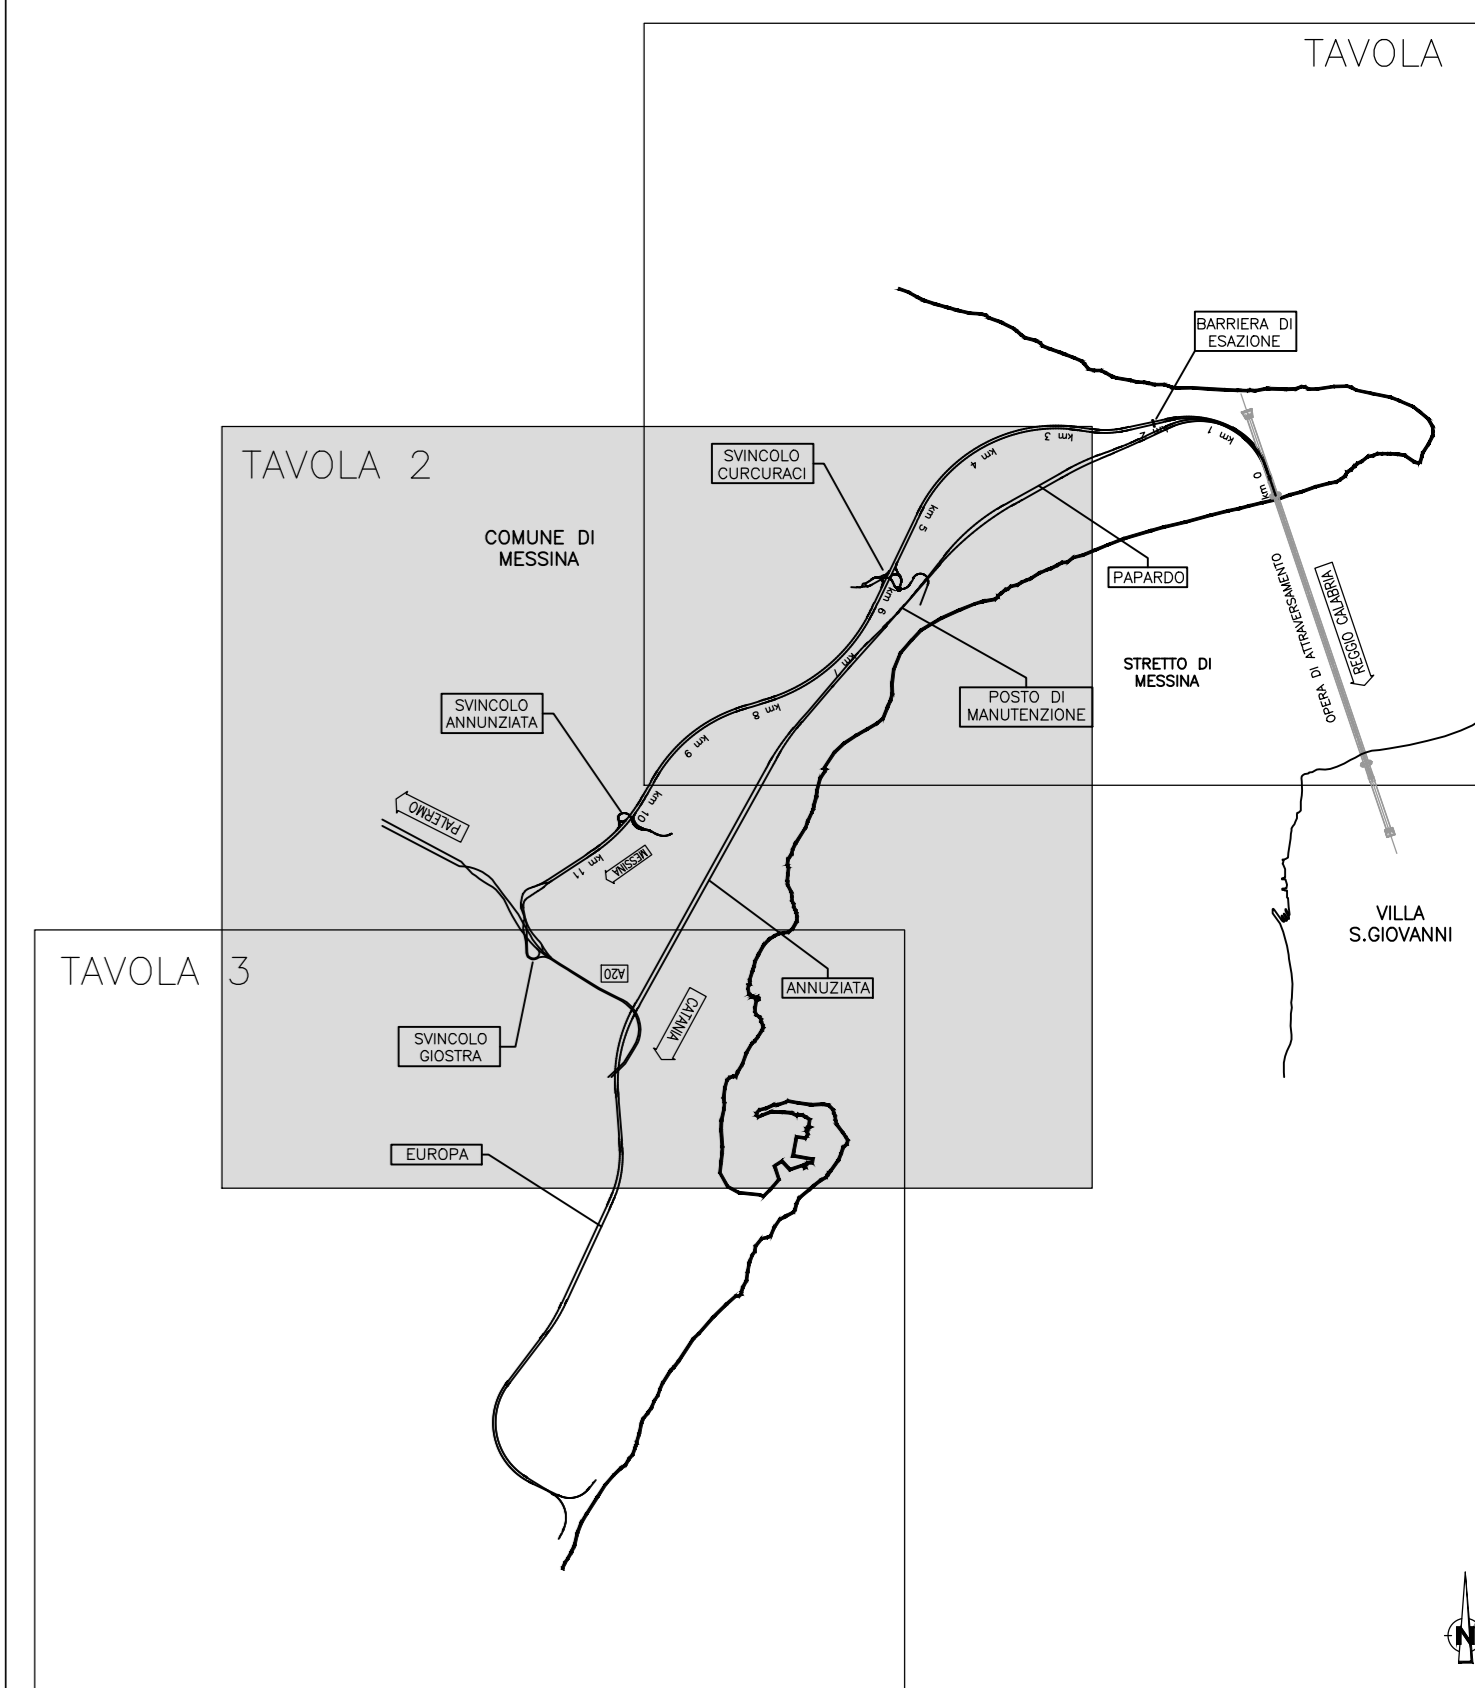 TAVOLA
BARRIERA DI
ESAZIONE
TAVOLA 2
SVINCOLO
CURCURACI
COMUNE DI
MESSINA
km 0
km 1
km 2
km 3
km 4
km 5
km 6
km 7
km 8
km 9
km 10
km 11
PAPARDO
OPERA DI ATTRAVERSAMENTO
REGGIO CALABRIA
STRETTO DI
MESSINA
POSTO DI
MANUTENZIONE
SVINCOLO
ANNUNZIATA
PALERMO
MESSINA
VILLA
S.GIOVANNI
TAVOLA 3
A20
ANNUZIATA
CATANIA
SVINCOLO
GIOSTRA
EUROPA
N